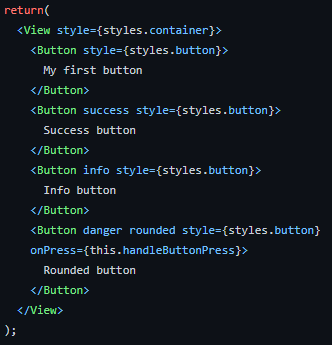 return(
<View style={styles.container}>
<Button style={styles.button}>
My first button
</Button>
<Button success style={styles.button}>
Success button
</Button>
<Button info style={styles.button}>
Info button
</Button>
<Button danger rounded style={styles.button}
onPress={this.handleButtonPress}>
Rounded button
</Button>
</View>
);